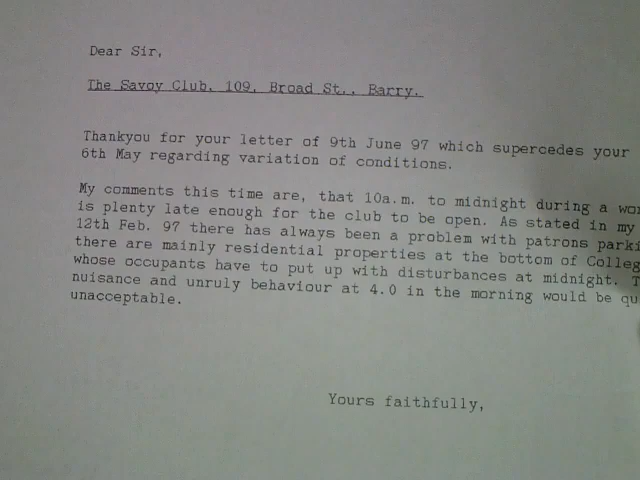 Dear Sir,
The Savoy Club, 109, Broad St., Barry.
Thankyou for your letter of 9th June 97 which supercedes your
6th May regarding variation of conditions.
My comments this time are, that 10a.m. to midnight during a
is plenty late enough for the club to be open. As stated in my
12th Feb. 97 there has always been a problem with patrons
there are mainly residential properties at the bottom of
whose occupants have to put up with disturbances at midnight.
nuisance and unruly behaviour at 4.0 in the morning would be
unacceptable.
Yours faithfully,